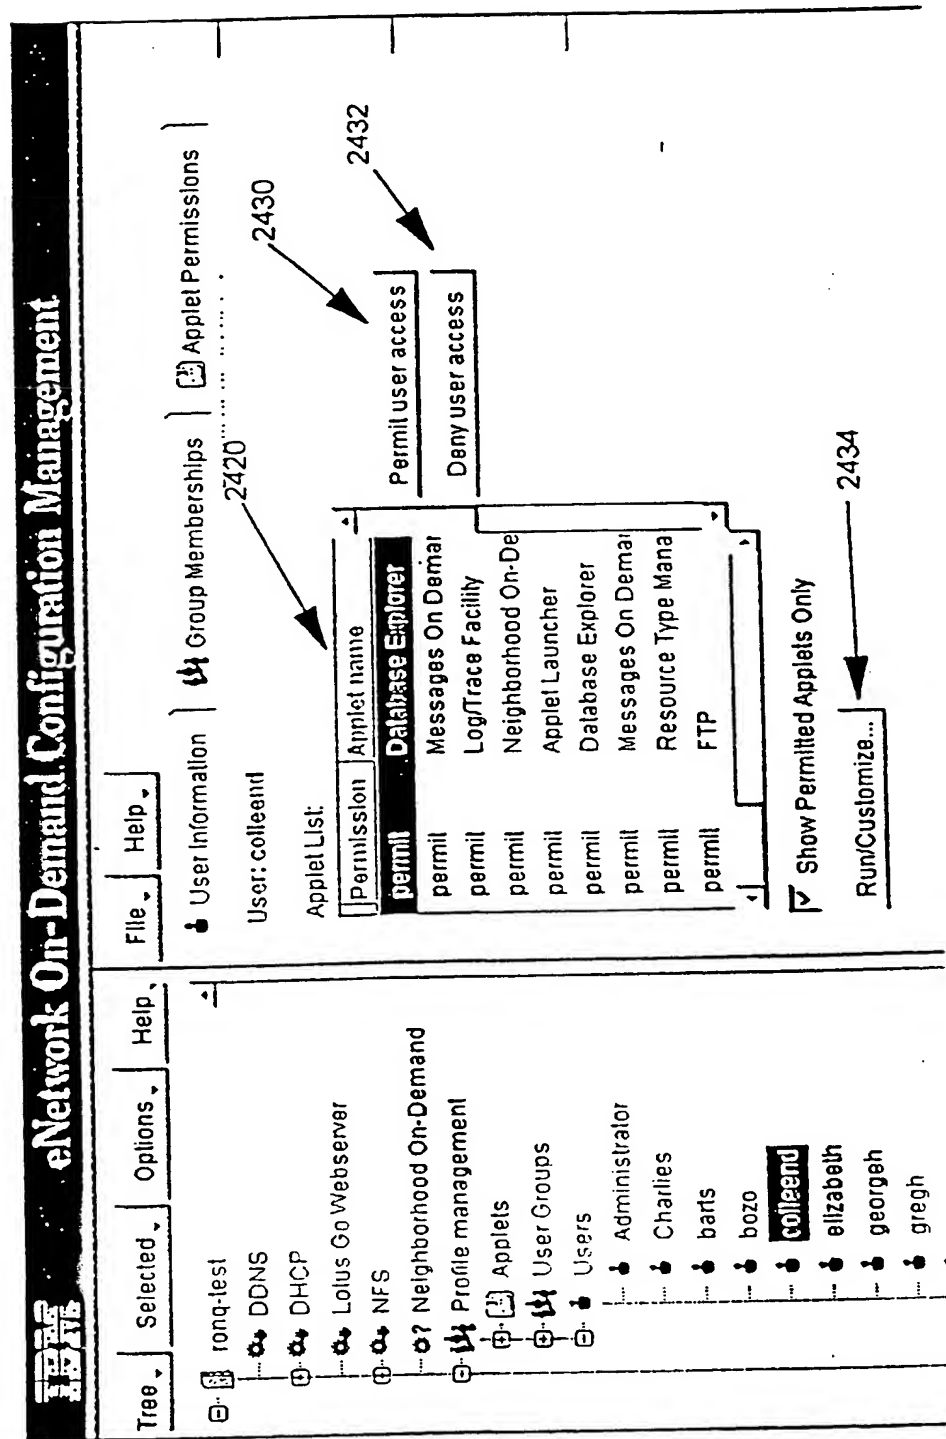 IBM eNetwork On-Demand Configuration Management
Tree Selected Options Help
ronq-test
DDNS
DHCP
Lotus Go Webserver
NFS
? Neighborhood On-Demand
Profile management
Applets
User Groups
Users
Administrator
Charlies
barts
bozo
colleend
elizabeth
georgeh
gregh
File Help
User Information Group Memberships Applet Permissions
User: colleend
Applet List:
2420
Permission Applet name
permit Database Explorer
permit Messages On Deman
permit Log/Trace Facility
permit Neighborhood On-De
permit Applet Launcher
permit Database Explorer
permit Messages On Deman
permit Resource Type Mana
permit FTP
Permit user access
2430
Deny user access
2432
Show Permitted Applets Only
Run/Customize...
2434